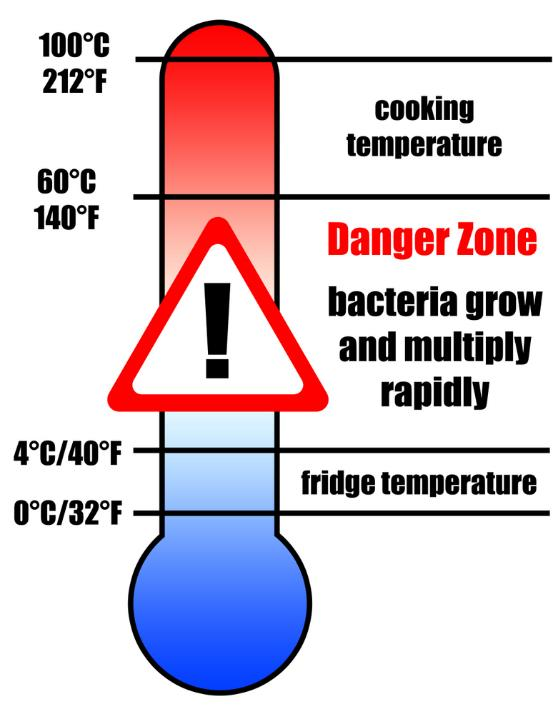 100°C
212°F
cooking
temperature
60°C
140°F
Danger Zone
!
bacteria grow
and multiply
rapidly
4°C/40°F
fridge temperature
0°C/32°F